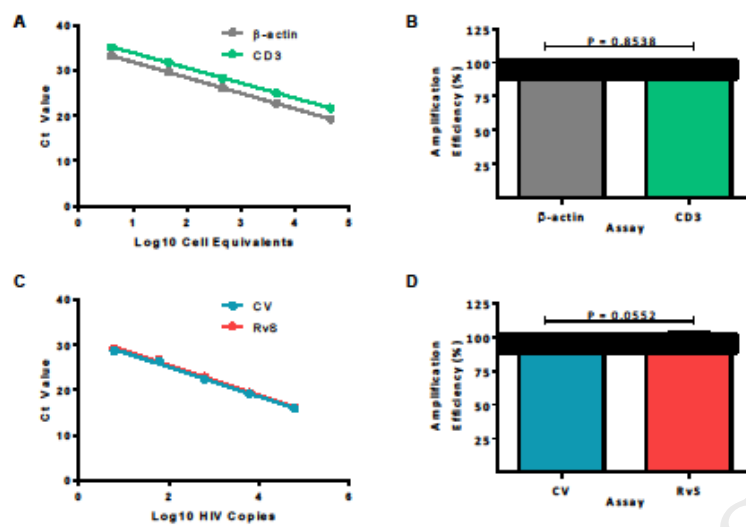 A
β-actin
CD3
40
30
20
10
0
Ct Value
0 1 2 3 4 5
Log10 Cell Equivalents
B
P = 0.8538
125
100
75
50
25
Amplification
Efficiency (%)
β-actin CD3
Assay
C
CV
RvS
40
30
20
10
0
Ct Value
0 2 4 6
Log10 HIV Copies
D
P = 0.0552
125
100
75
50
25
Amplification
Efficiency (%)
CV RvS
Assay